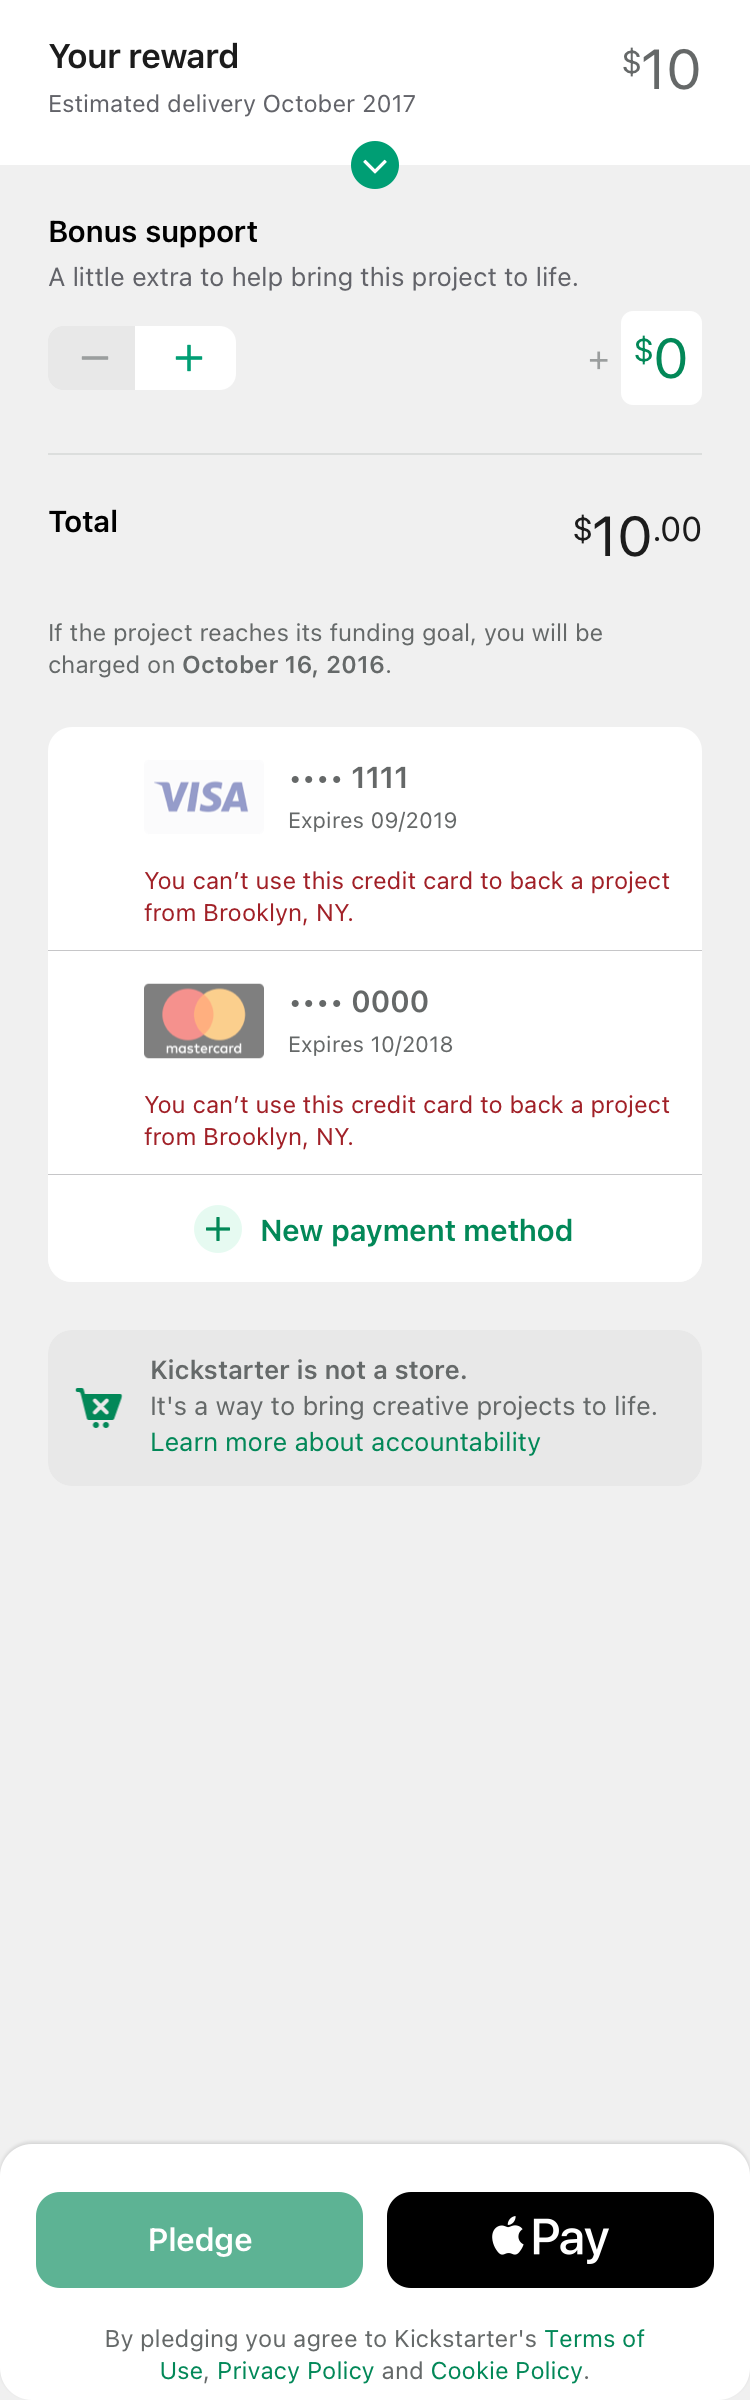 Your reward
$10
Estimated delivery October 2017
Bonus support
A little extra to help bring this project to life.
+ $0
Total
$10.00
If the project reaches its funding goal, you will be
charged on October 16, 2016.
VISA
•••• 1111
Expires 09/2019
You can’t use this credit card to back a project
from Brooklyn, NY.
mastercard
•••• 0000
Expires 10/2018
You can’t use this credit card to back a project
from Brooklyn, NY.
+ New payment method
Kickstarter is not a store.
It's a way to bring creative projects to life.
Learn more about accountability
Pledge
Pay
By pledging you agree to Kickstarter's Terms of
Use, Privacy Policy and Cookie Policy.